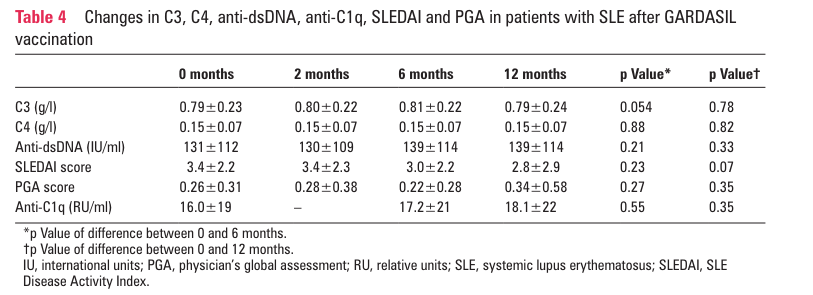 Table 4 Changes in C3, C4, anti-dsDNA, anti-C1q, SLEDAI and PGA in patients with SLE after GARDASIL
vaccination
0 months 2 months 6 months 12 months p Value* p Value†
C3 (g/l) 0.79±0.23 0.80±0.22 0.81±0.22 0.79±0.24 0.054 0.78
C4 (g/l) 0.15±0.07 0.15±0.07 0.15±0.07 0.15±0.07 0.88 0.82
Anti-dsDNA (IU/ml) 131±112 130±109 139±114 139±114 0.21 0.33
SLEDAI score 3.4±2.2 3.4±2.3 3.0±2.2 2.8±2.9 0.23 0.07
PGA score 0.26±0.31 0.28±0.38 0.22±0.28 0.34±0.58 0.27 0.35
Anti-C1q (RU/ml) 16.0±19 – 17.2±21 18.1±22 0.55 0.35
*p Value of difference between 0 and 6 months.
†p Value of difference between 0 and 12 months.
IU, international units; PGA, physician's global assessment; RU, relative units; SLE, systemic lupus erythematosus; SLEDAI, SLE
Disease Activity Index.